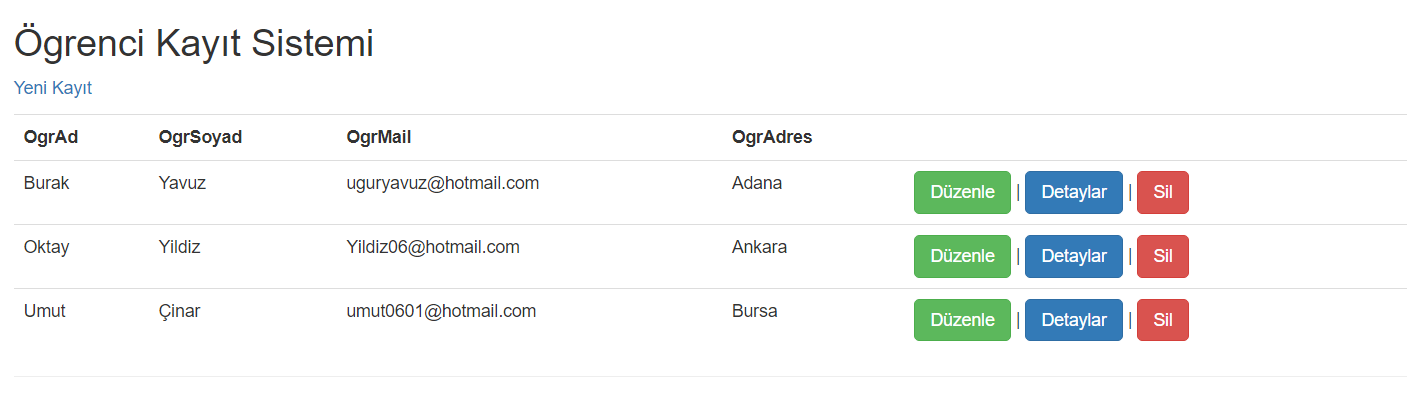 Ögrenci Kayıt Sistemi
Yeni Kayıt
OgrAd OgrSoyad OgrMail OgrAdres
Burak Yavuz uguryavuz@hotmail.com Adana Düzenle | Detaylar | Sil
Oktay Yildiz Yildiz06@hotmail.com Ankara Düzenle | Detaylar | Sil
Umut Çinar umut0601@hotmail.com Bursa Düzenle | Detaylar | Sil